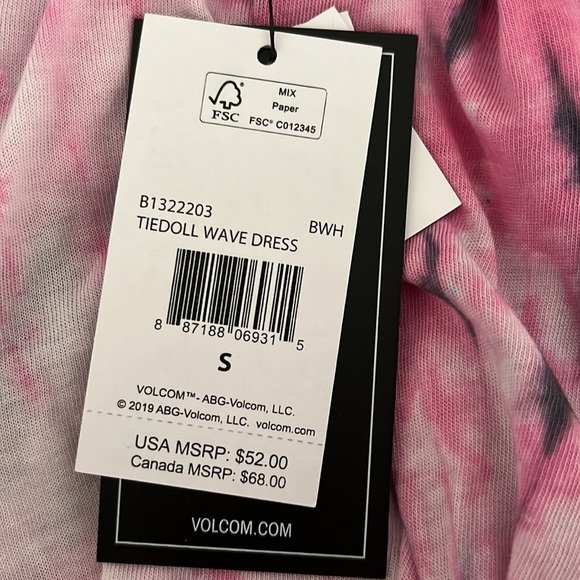 FSC
MIX
Paper
FSC® C012345
B1322203
BWH
TIEDOLL WAVE DRESS
8 87188 06931 5
S
VOLCOM™- ABG-Volcom, LLC.
© 2019 ABG-Volcom, LLC. volcom.com
USA MSRP: $52.00
Canada MSRP: $68.00
VOLCOM.COM